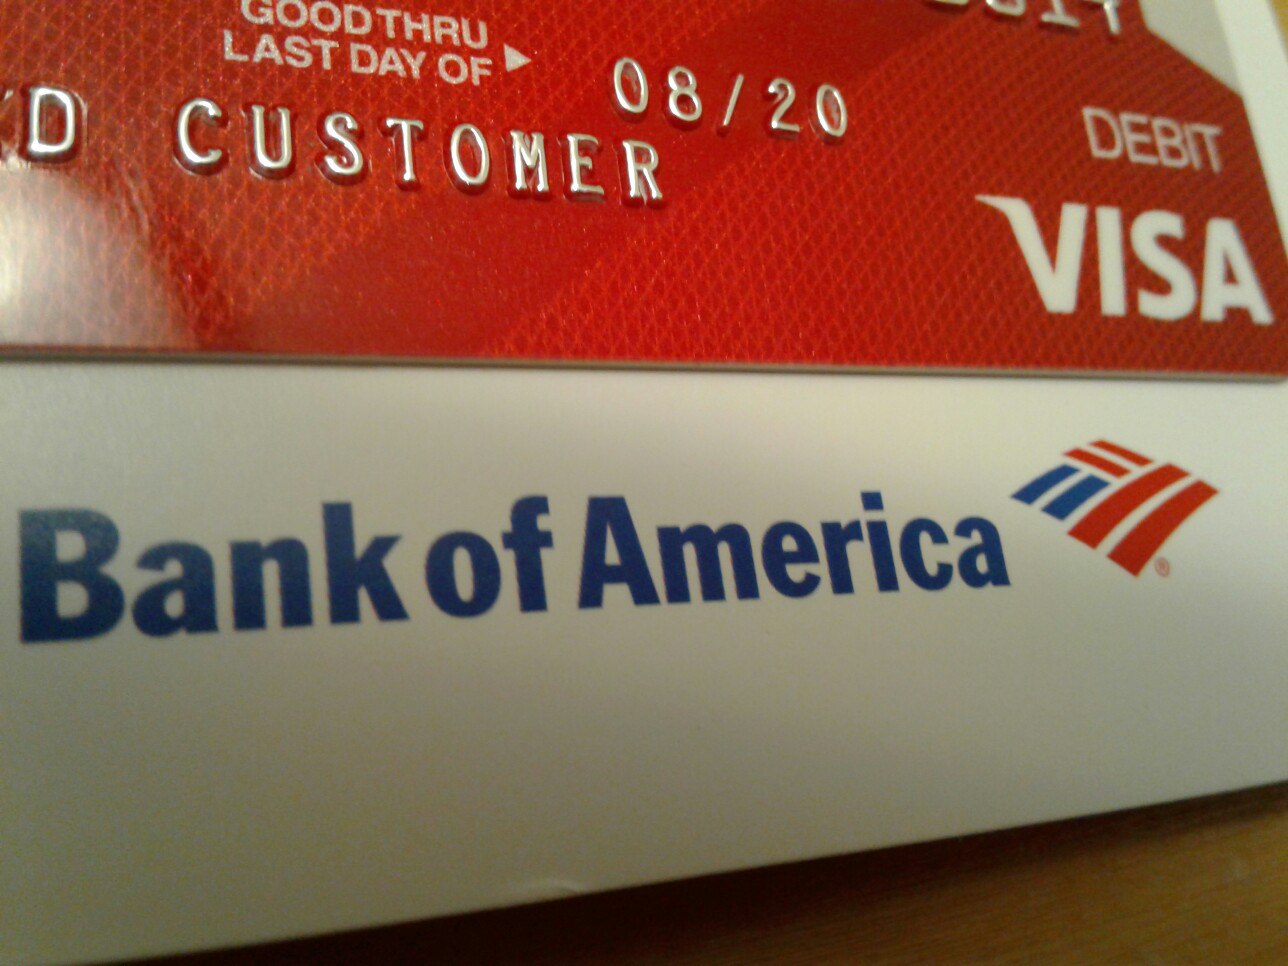 GOOD THRU
LAST DAY OF
08/20
D CUSTOMER
DEBIT
VISA
Bank of America
®